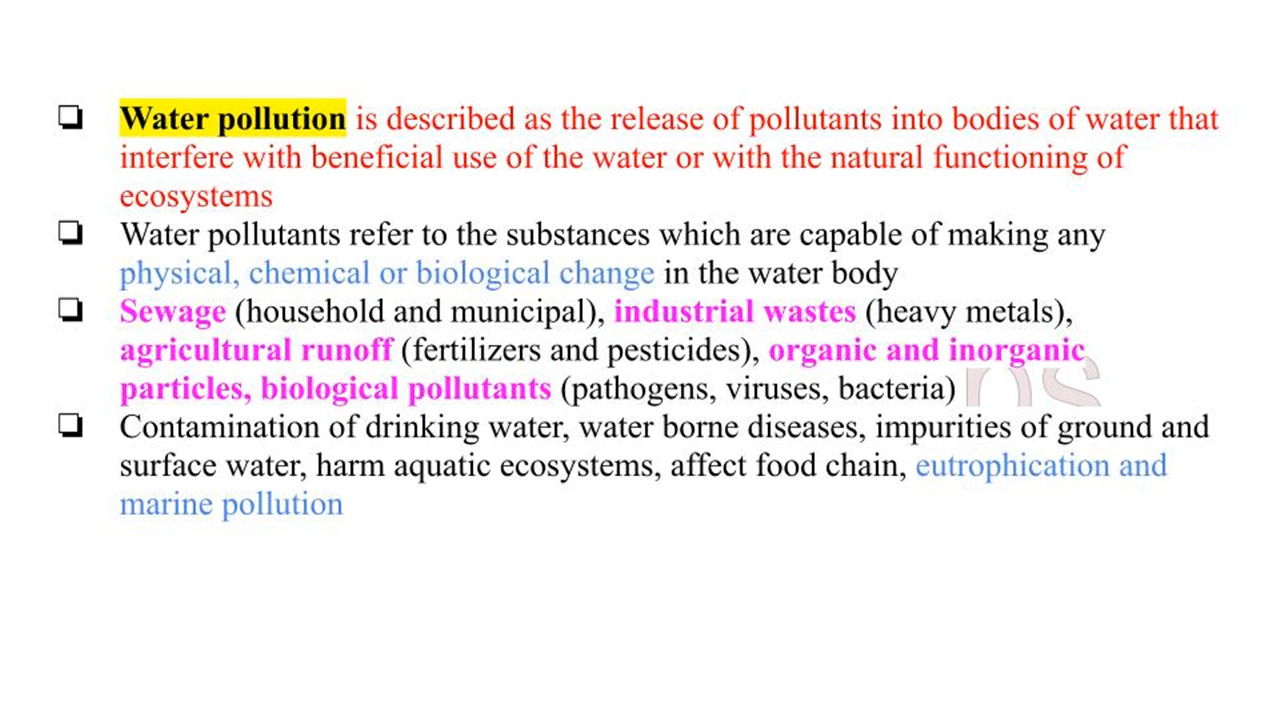 ❏ Water pollution is described as the release of pollutants into bodies of water that
interfere with beneficial use of the water or with the natural functioning of
ecosystems
❏ Water pollutants refer to the substances which are capable of making any
physical, chemical or biological change in the water body
❏ Sewage (household and municipal), industrial wastes (heavy metals),
agricultural runoff (fertilizers and pesticides), organic and inorganic
particles, biological pollutants (pathogens, viruses, bacteria)
❏ Contamination of drinking water, water borne diseases, impurities of ground and
surface water, harm aquatic ecosystems, affect food chain, eutrophication and
marine pollution